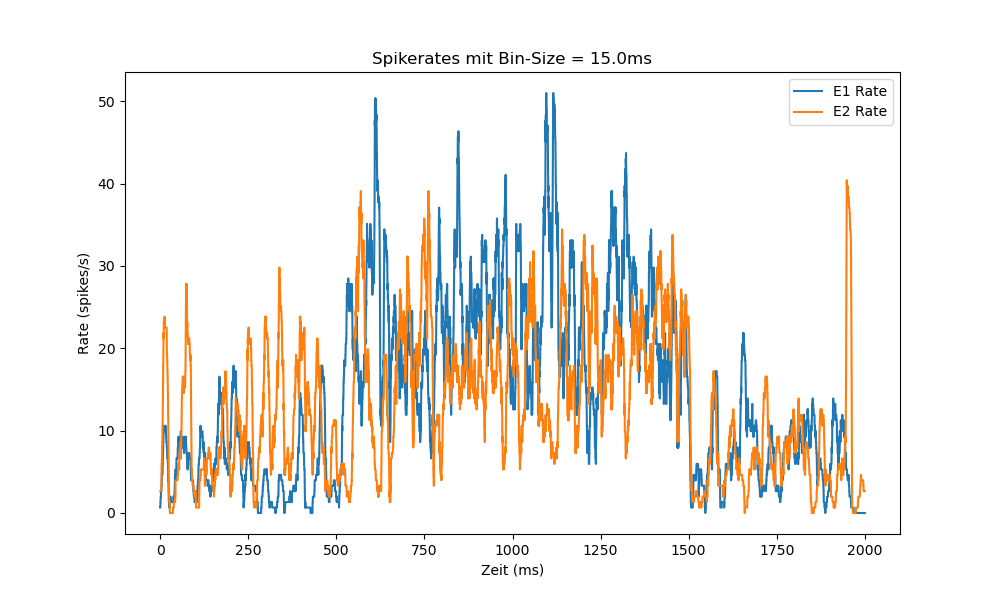 Spikerates mit Bin-Size = 15.0ms
E1 Rate
E2 Rate
Rate (spikes/s)
50
40
30
20
10
0
0 250 500 750 1000 1250 1500 1750 2000
Zeit (ms)